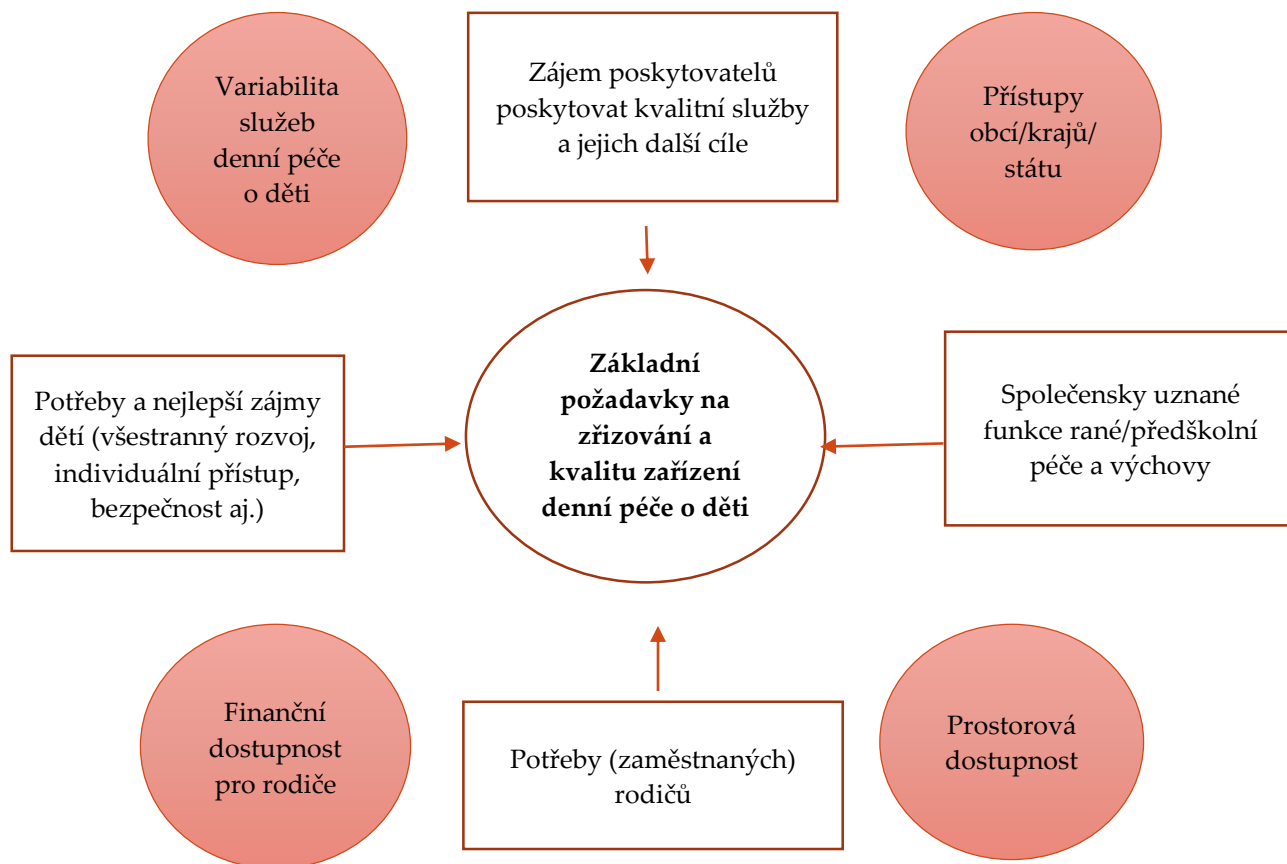 Variabilita
služeb
denní péče
o děti
Zájem poskytovatelů
poskytovat kvalitní služby
a jejich další cíle
Přístupy
obcí/krajů/
státu
Potřeby a nejlepší zájmy
dětí (všestranný rozvoj,
individuální přístup,
bezpečnost aj.)
Základní
požadavky na
zřizování a
kvalitu zařízení
denní péče o děti
Společensky uznané
funkce rané/předškolní
péče a výchovy
Finanční
dostupnost
pro rodiče
Potřeby (zaměstnaných)
rodičů
Prostorová
dostupnost